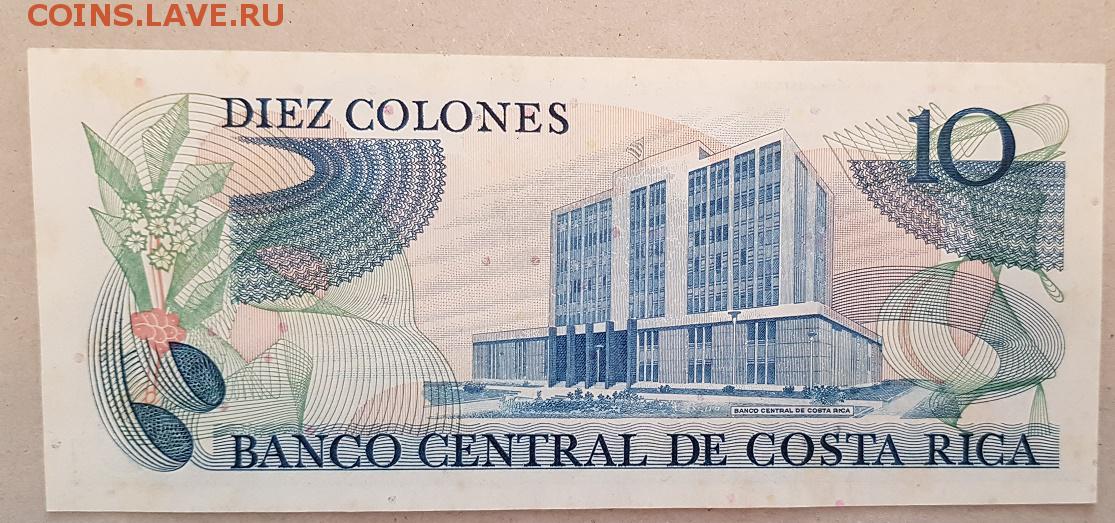 COINS.LAVE.RU
DIEZ COLONES
10
BANCO CENTRAL DE COSTA RICA
BANCO CENTRAL DE COSTA RICA